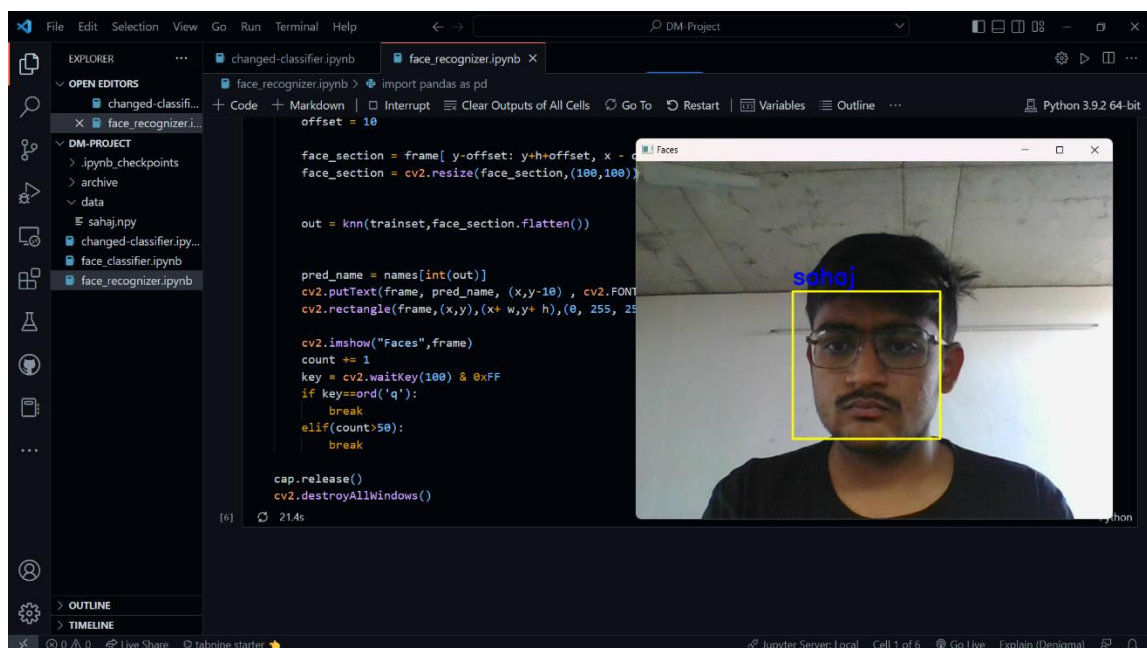 File Edit Selection View Go Run Terminal Help
DM-Project
EXPLORER
OPEN EDITORS
changed-classifi...
face_recognizer.i...
DM-PROJECT
.ipynb_checkpoints
archive
data
sahaj.npy
changed-classifier.ipy...
face_classifier.ipynb
face_recognizer.ipynb
OUTLINE
TIMELINE
changed-classifier.ipynb
face_recognizer.ipynb
face_recognizer.ipynb > import pandas as pd
+ Code + Markdown Interrupt Clear Outputs of All Cells Go To Restart Variables Outline ... Python 3.9.2 64-bit
offset = 10
face_section = frame[ y-offset: y+h+offset, x -
face_section = cv2.resize(face_section,(100,100))
out = knn(trainset,face_section.flatten())
pred_name = names[int(out)]
cv2.putText(frame, pred_name, (x,y-10) , cv2.FONT
cv2.rectangle(frame,(x,y),(x+ w,y+ h),(0, 255, 25
cv2.imshow("Faces",frame)
count += 1
key = cv2.waitKey(100) & 0xFF
if key==ord('q'):
break
elif(count>50):
break
cap.release()
cv2.destroyAllWindows()
[6] 21.4s
Faces
sahaj
0 0 Live Share tabnine starter Jupyter Server: Local Cell 1 of 6 Go Live Explain (Denigma)